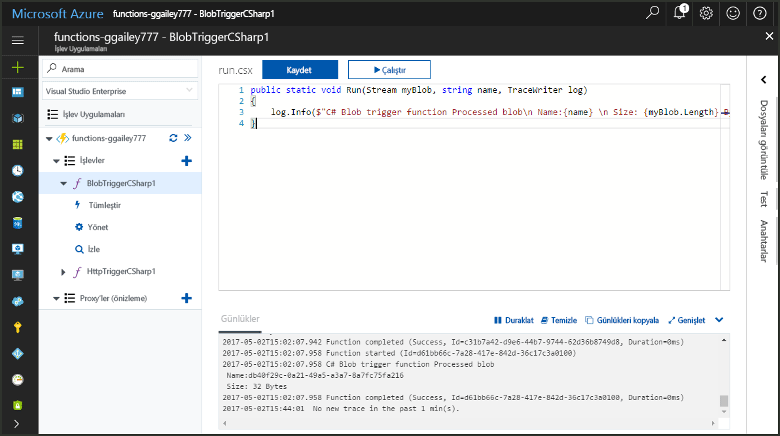 Microsoft Azure functions-ggailey777 - BlobTriggerCSharp1
1
functions-ggailey777 - BlobTriggerCSharp1
İşlev Uygulamaları
Arama
Visual Studio Enterprise
İşlev Uygulamaları
functions-ggailey777
İşlevler
BlobTriggerCSharp1
Tümleştir
Yönet
İzle
HttpTriggerCSharp1
Proxy'ler (önizleme)
run.csx
Kaydet
Çalıştır
1 public static void Run(Stream myBlob, string name, TraceWriter log)
2 {
3 log.Info($"C# Blob trigger function Processed blob\n Name:{name} \n Size: {myBlob.Length} B
4 }
Günlükler
Duraklat
Temizle
Günlükleri kopyala
Genişlet
2017-05-02T15:02:07.942 Function completed (Success, Id=c31b7a42-d9e6-44b7-9744-62d36b8749d8, Duration=0ms)
2017-05-02T15:02:07.958 Function started (Id=d61bb66c-7a28-417e-842d-36c17c3a0100)
2017-05-02T15:02:07.958 C# Blob trigger function Processed blob
Name:db40f29c-0a21-49a5-a3a7-8a7fc75fa216
Size: 32 Bytes
2017-05-02T15:02:07.958 Function completed (Success, Id=d61bb66c-7a28-417e-842d-36c17c3a0100, Duration=0ms)
2017-05-02T15:44:01 No new trace in the past 1 min(s).
Dosyaları görüntüle
Test
Anahtarlar